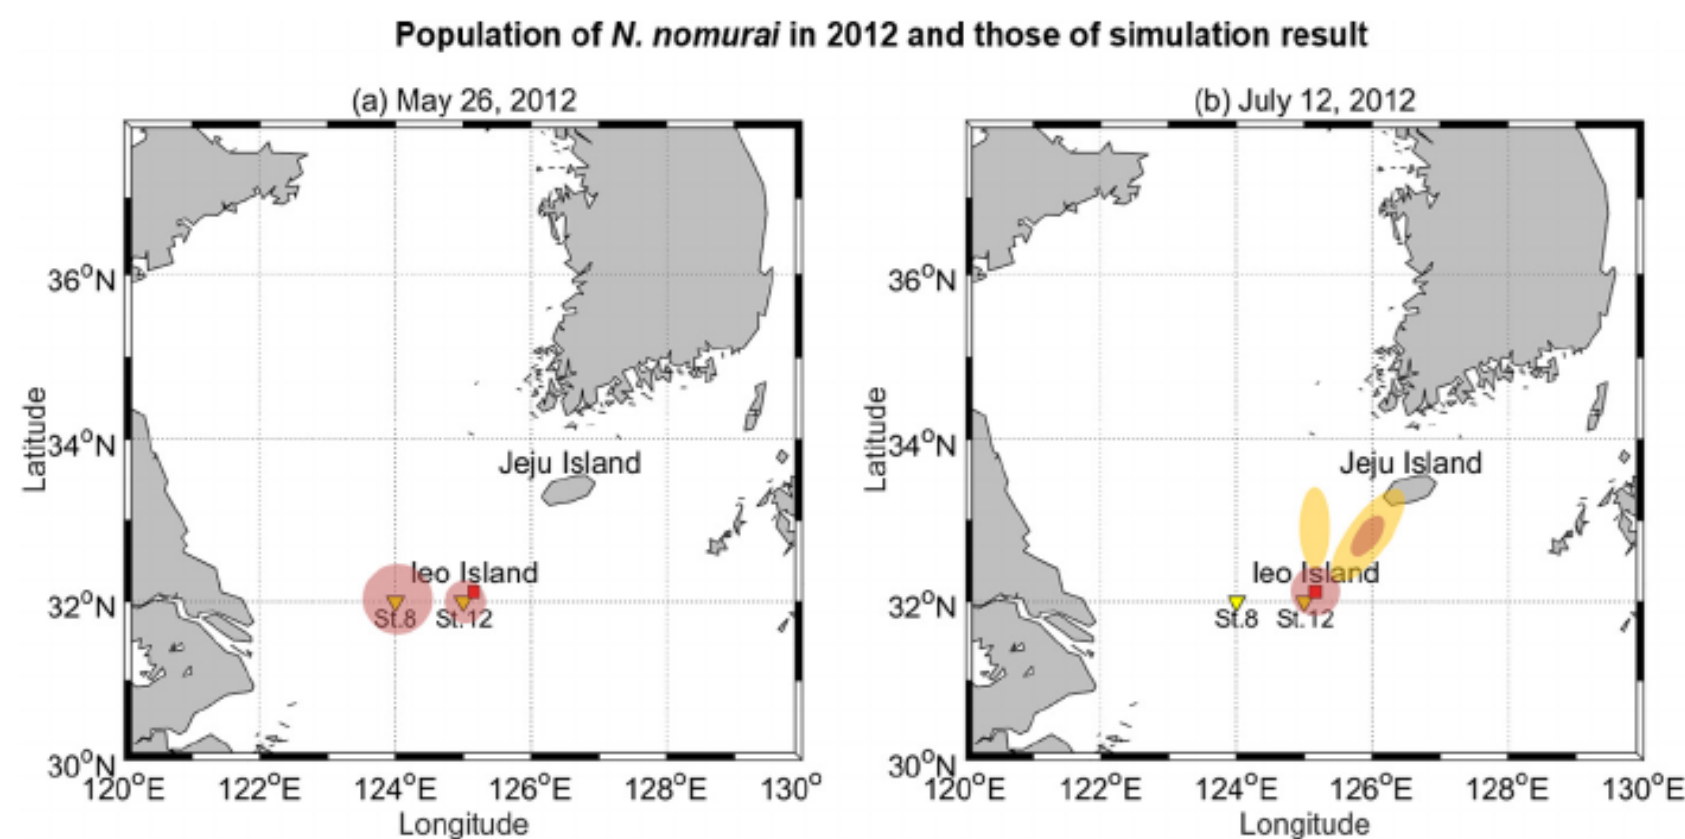 Population of N. nomurai in 2012 and those of simulation result
(a) May 26, 2012
36°N
34°N
32°N
30°N
Latitude
Jeju Island
Ieo Island
St.8
St.12
120°E
122°E
124°E
126°E
128°E
130°
Longitude
(b) July 12, 2012
36°N
34°N
32°N
30°N
Latitude
Jeju Island
Ieo Island
St.8
St.12
120°E
122°E
124°E
126°E
128°E
130°E
Longitude